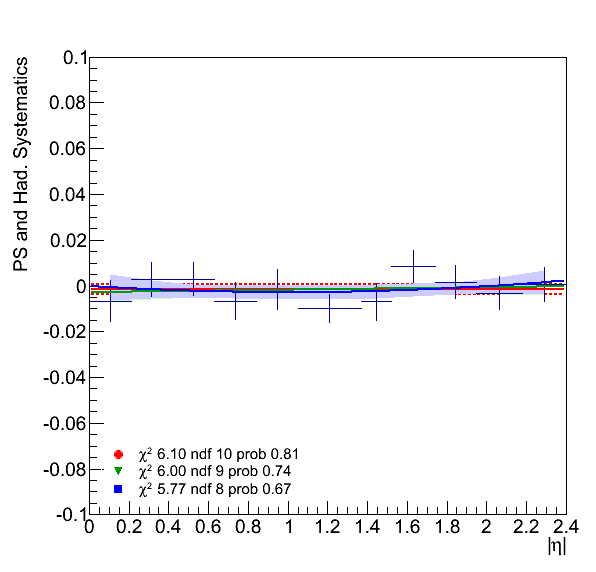 PS and Had. Systematics
0.1
0.08
0.06
0.04
0.02
0
-0.02
-0.04
-0.06
-0.08
-0.1
χ² 6.10 ndf 10 prob 0.81
χ² 6.00 ndf 9 prob 0.74
χ² 5.77 ndf 8 prob 0.67
0 0.2 0.4 0.6 0.8 1 1.2 1.4 1.6 1.8 2 2.2 2.4
|η|